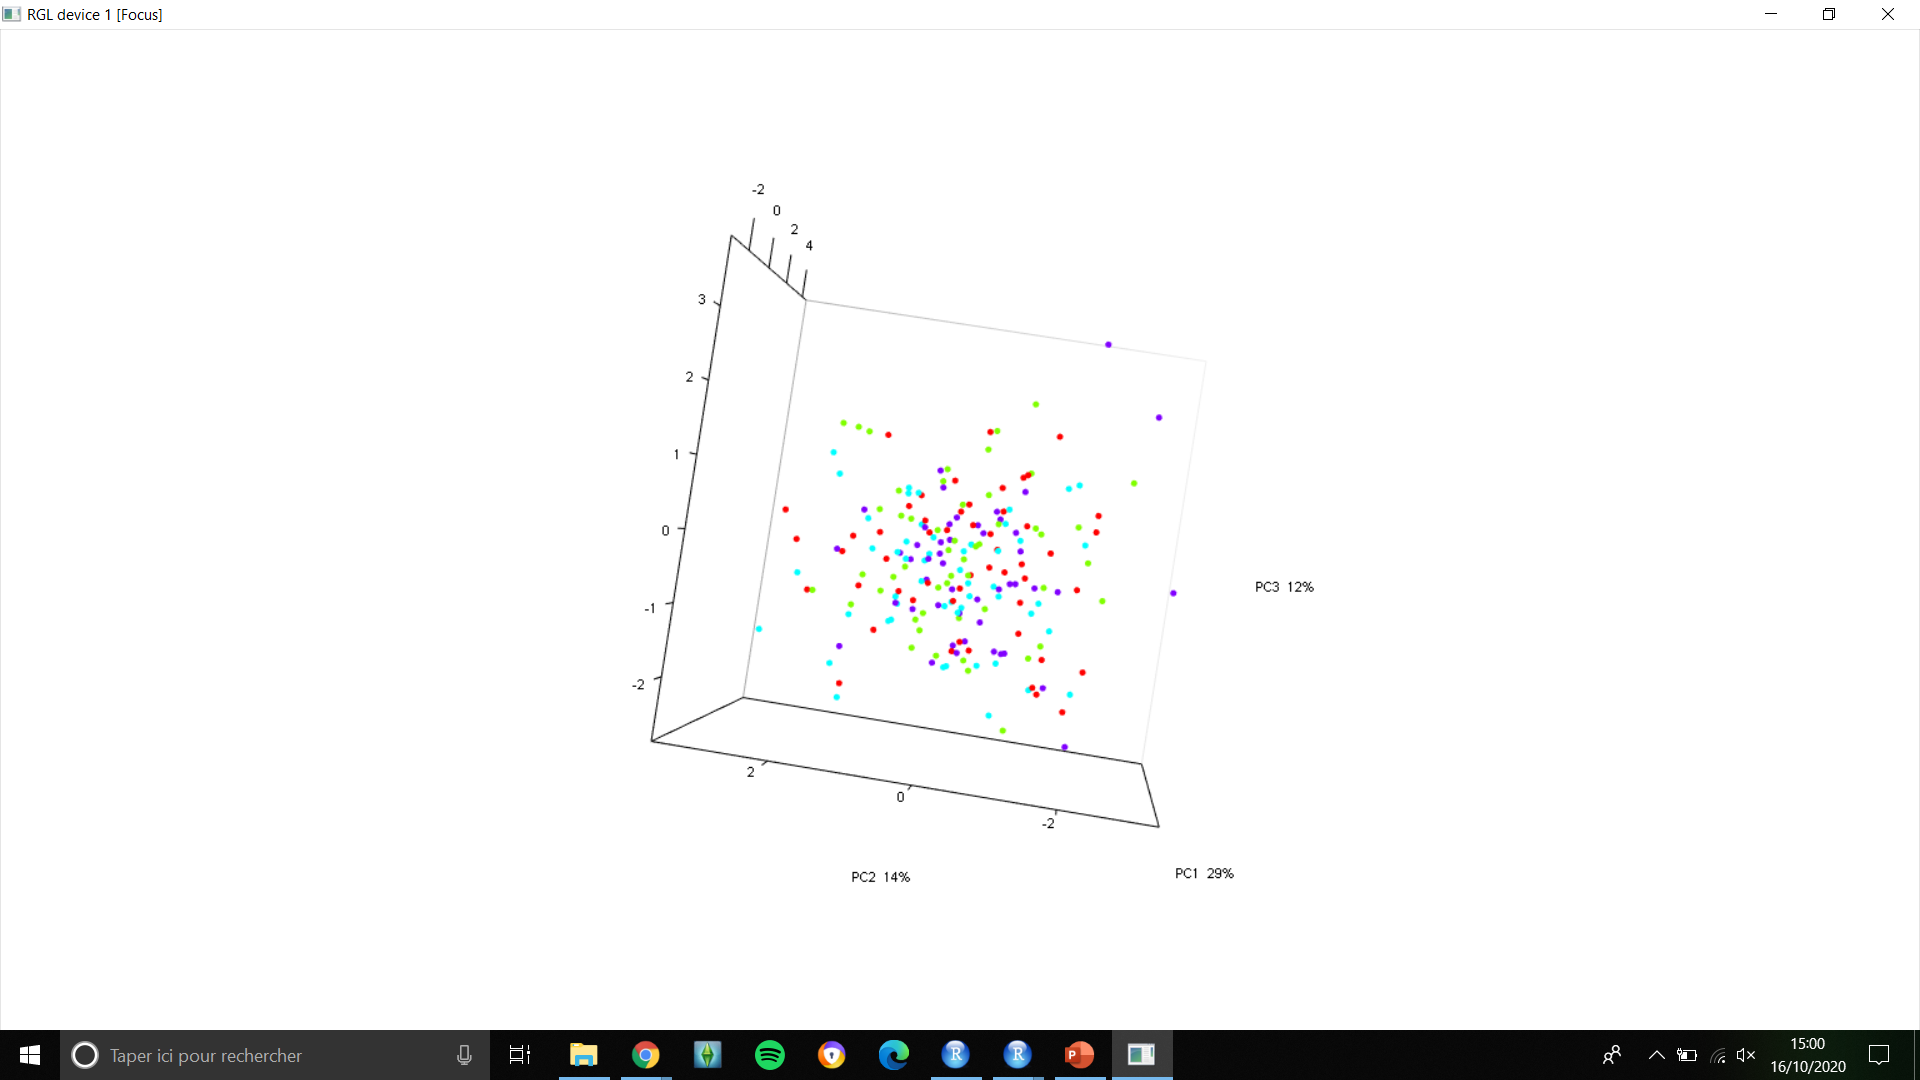 RGL device 1 [Focus]
-2
0
2
4
3
2
1
0
-1
-2
2
0
-2
PC3 12%
PC2 14%
PC1 29%
Taper ici pour rechercher
R
R
P
15:00
16/10/2020